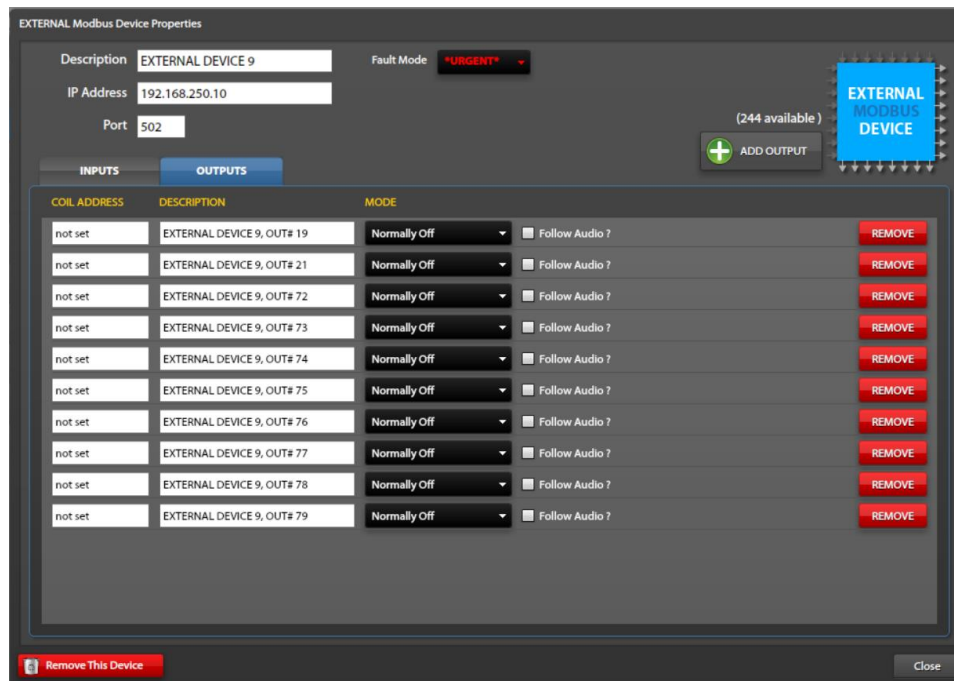 EXTERNAL Modbus Device Properties
Description EXTERNAL DEVICE 9 Fault Mode *URGENT*
IP Address 192.168.250.10
Port 502
(244 available )
ADD OUTPUT
EXTERNAL
MODBUS
DEVICE
INPUTS OUTPUTS
COIL ADDRESS DESCRIPTION MODE
not set EXTERNAL DEVICE 9, OUT# 19 Normally Off Follow Audio ? REMOVE
not set EXTERNAL DEVICE 9, OUT# 21 Normally Off Follow Audio ? REMOVE
not set EXTERNAL DEVICE 9, OUT# 72 Normally Off Follow Audio ? REMOVE
not set EXTERNAL DEVICE 9, OUT# 73 Normally Off Follow Audio ? REMOVE
not set EXTERNAL DEVICE 9, OUT# 74 Normally Off Follow Audio ? REMOVE
not set EXTERNAL DEVICE 9, OUT# 75 Normally Off Follow Audio ? REMOVE
not set EXTERNAL DEVICE 9, OUT# 76 Normally Off Follow Audio ? REMOVE
not set EXTERNAL DEVICE 9, OUT# 77 Normally Off Follow Audio ? REMOVE
not set EXTERNAL DEVICE 9, OUT# 78 Normally Off Follow Audio ? REMOVE
not set EXTERNAL DEVICE 9, OUT# 79 Normally Off Follow Audio ? REMOVE
Remove This Device Close